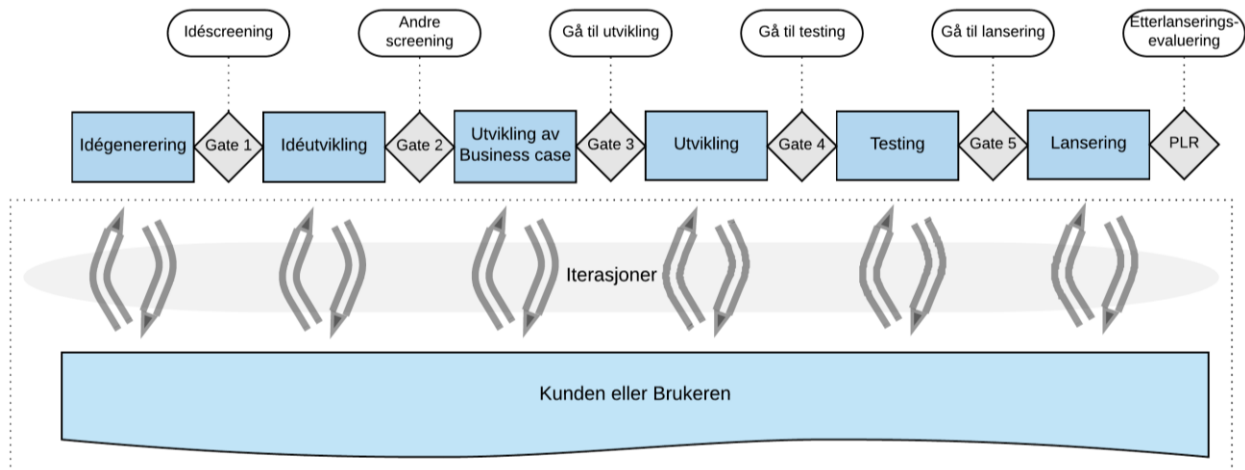 Idéscreening
Andre
screening
Gå til utvikling
Gå til testing
Gå til lansering
Etterlanserings-
evaluering
Idégenerering
Gate 1
Idéutvikling
Gate 2
Utvikling av
Business case
Gate 3
Utvikling
Gate 4
Testing
Gate 5
Lansering
PLR
Iterasjoner
Kunden eller Brukeren